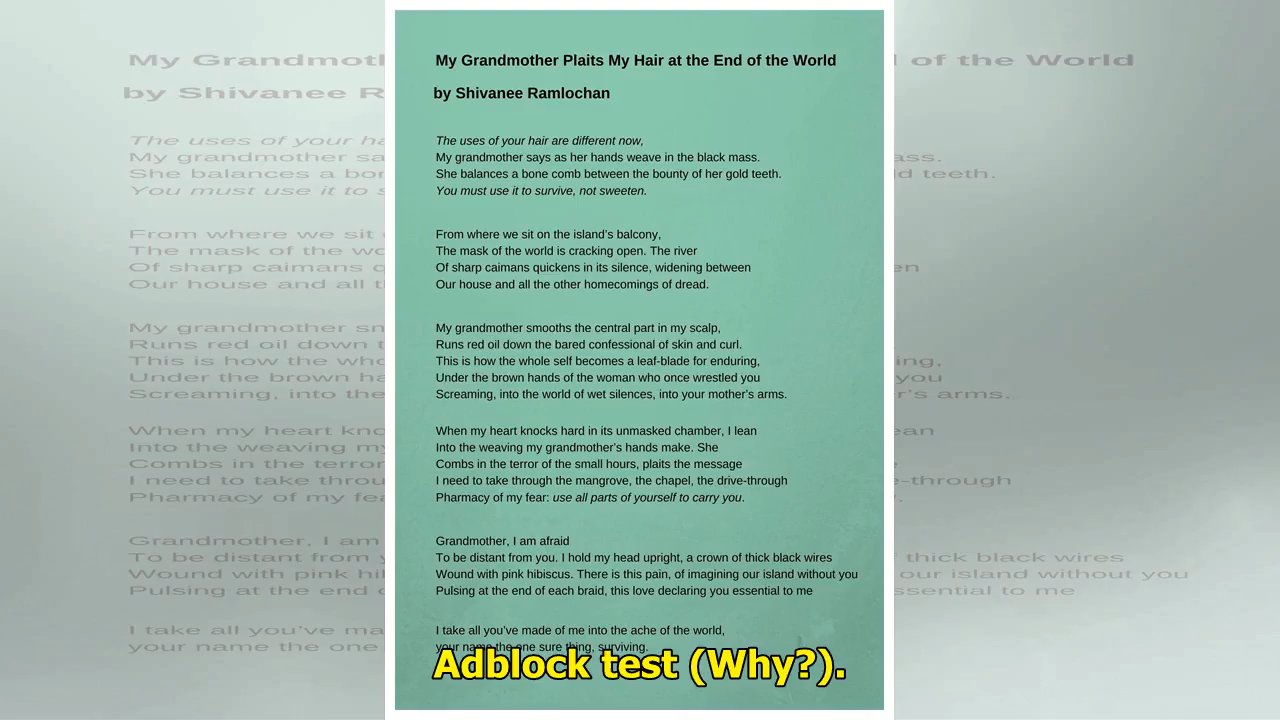 My Grandmother Plaits My Hair at the End of the World
by Shivanee Ramlochan
The uses of your hair are different now,
My grandmother says as her hands weave in the black mass.
She balances a bone comb between the bounty of her gold teeth.
You must use it to survive, not sweeten.
From where we sit on the island's balcony,
The mask of the world is cracking open. The river
Of sharp caimans quickens in its silence, widening between
Our house and all the other homecomings of dread.
My grandmother smooths the central part in my scalp,
Runs red oil down the bared confessional of skin and curl.
This is how the whole self becomes a leaf-blade for enduring,
Under the brown hands of the woman who once wrestled you
Screaming, into the world of wet silences, into your mother's arms.
When my heart knocks hard in its unmasked chamber, I lean
Into the weaving my grandmother's hands make. She
Combs in the terror of the small hours, plaits the message
I need to take through the mangrove, the chapel, the drive-through
Pharmacy of my fear: use all parts of yourself to carry you.
Grandmother, I am afraid
To be distant from you. I hold my head upright, a crown of thick black wires
Wound with pink hibiscus. There is this pain, of imagining our island without you
Pulsing at the end of each braid, this love declaring you essential to me
I take all you've made of me into the ache of the world,
your name the one sure thing, surviving.
Adblock test (Why?).